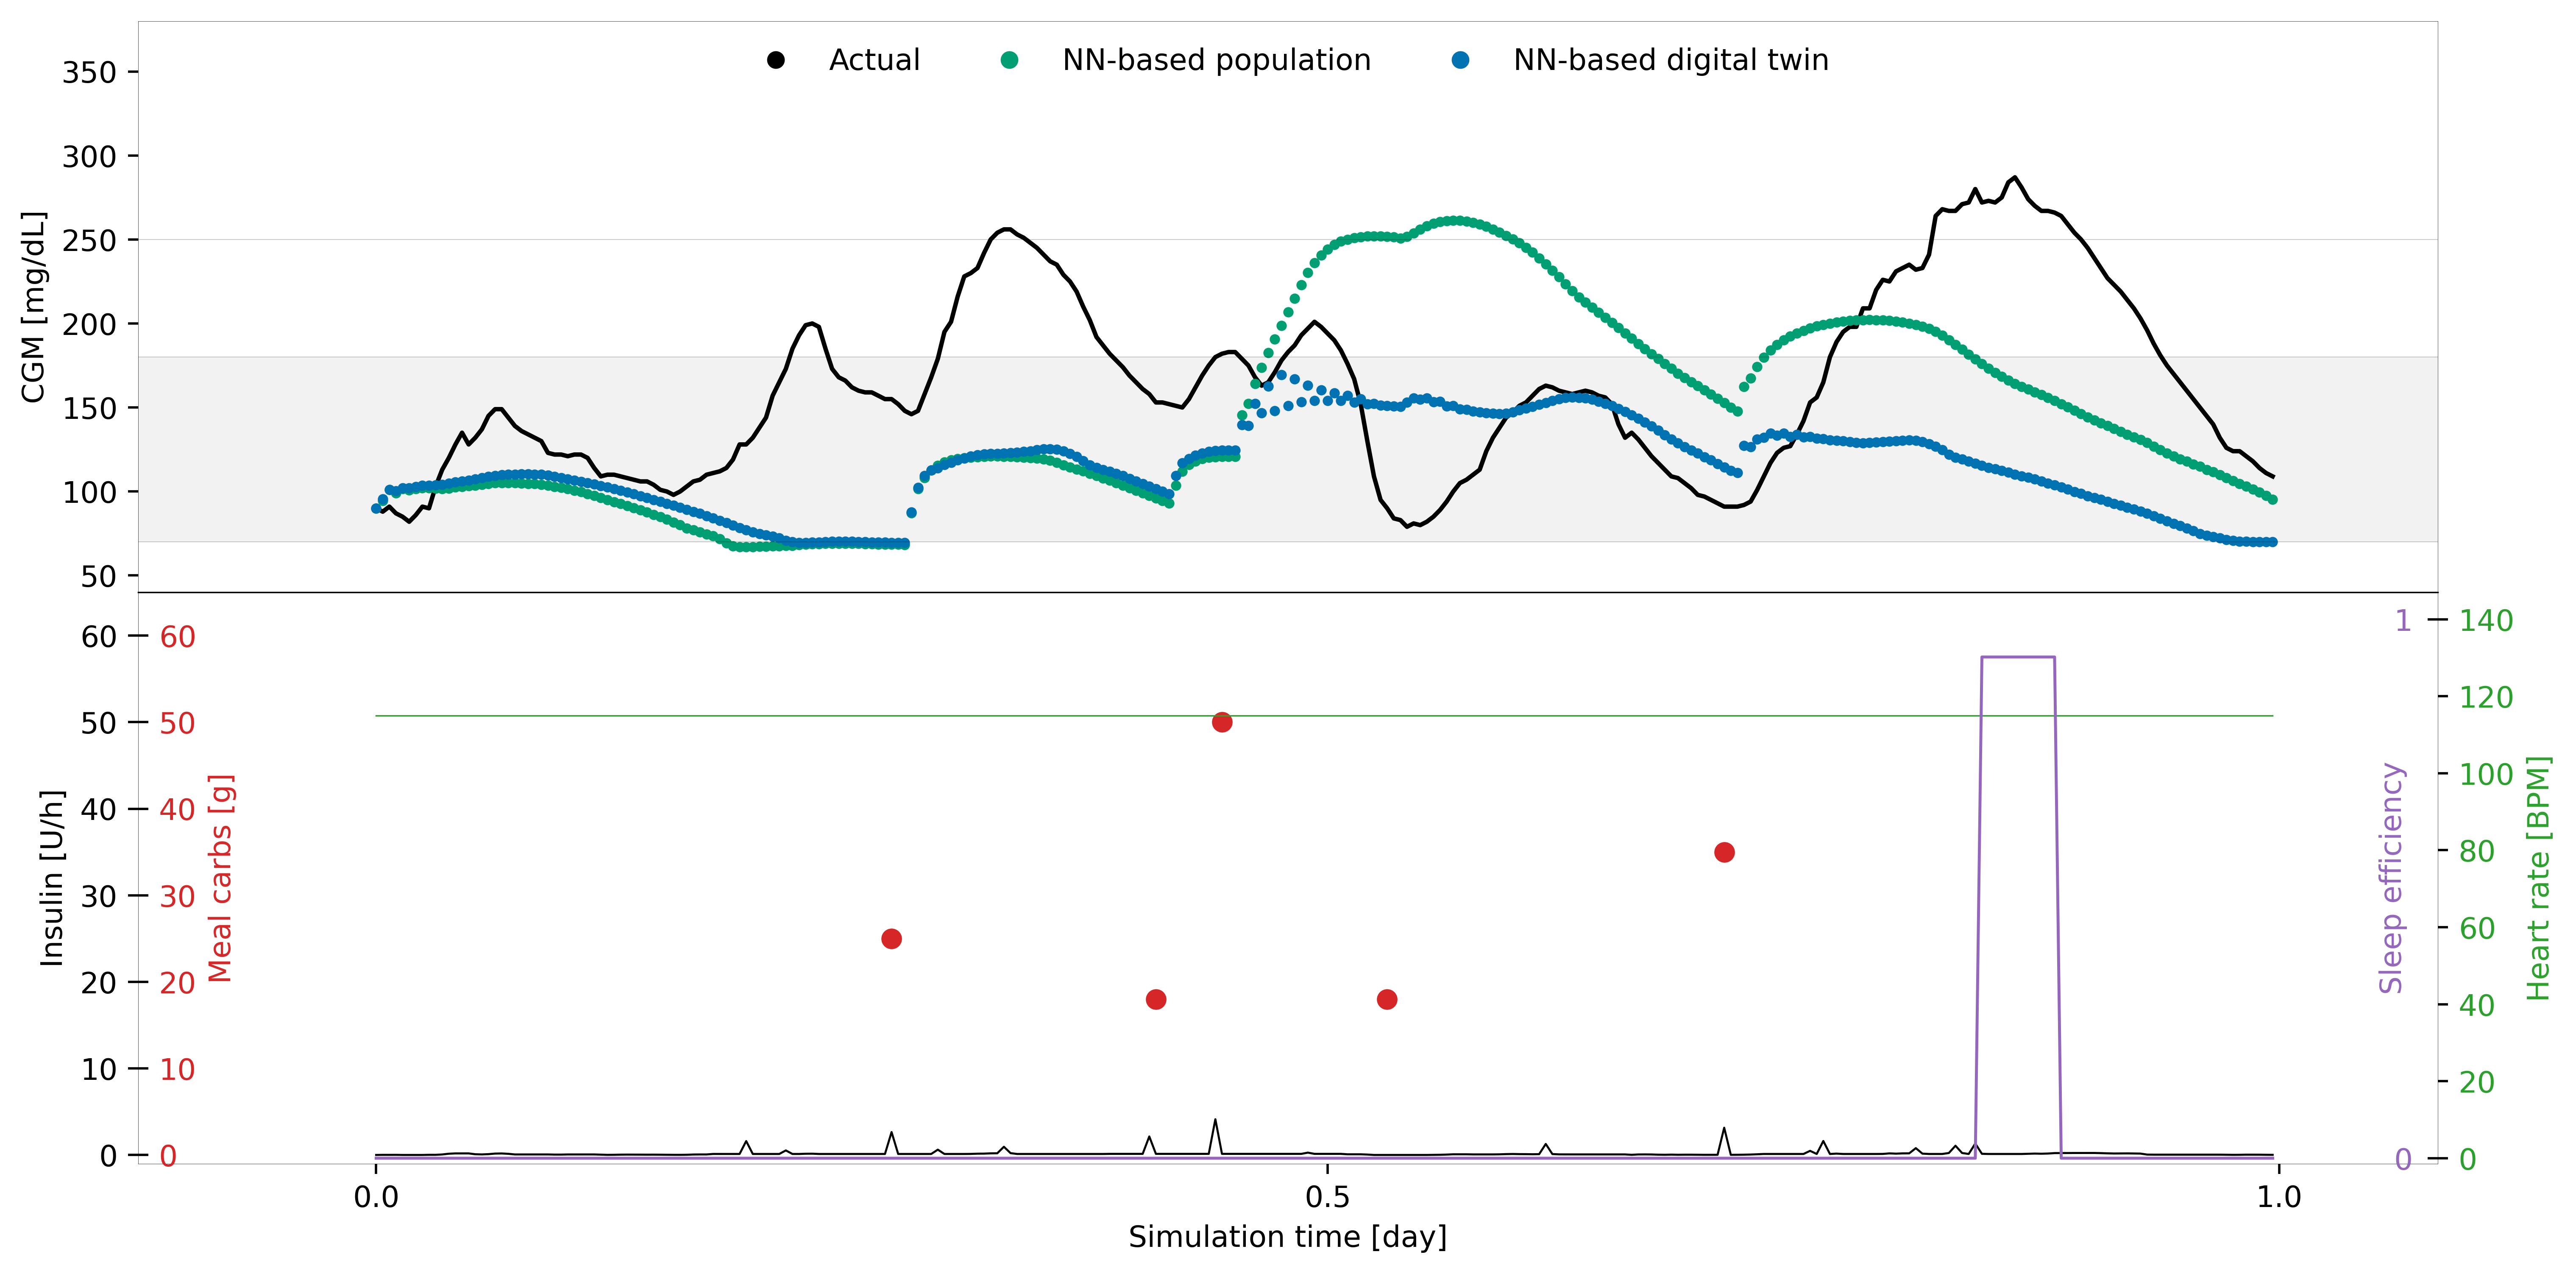 Actual NN-based population NN-based digital twin
350
300
250
200
150
100
50
CGM [mg/dL]
60 60 1 140
120
50 50
100
40 40
80
30 30
60
20 20
40
10 10
20
0 0 0 0
Insulin [U/h]
Meal carbs [g]
Sleep efficiency
Heart rate [BPM]
0.0 0.5 1.0
Simulation time [day]